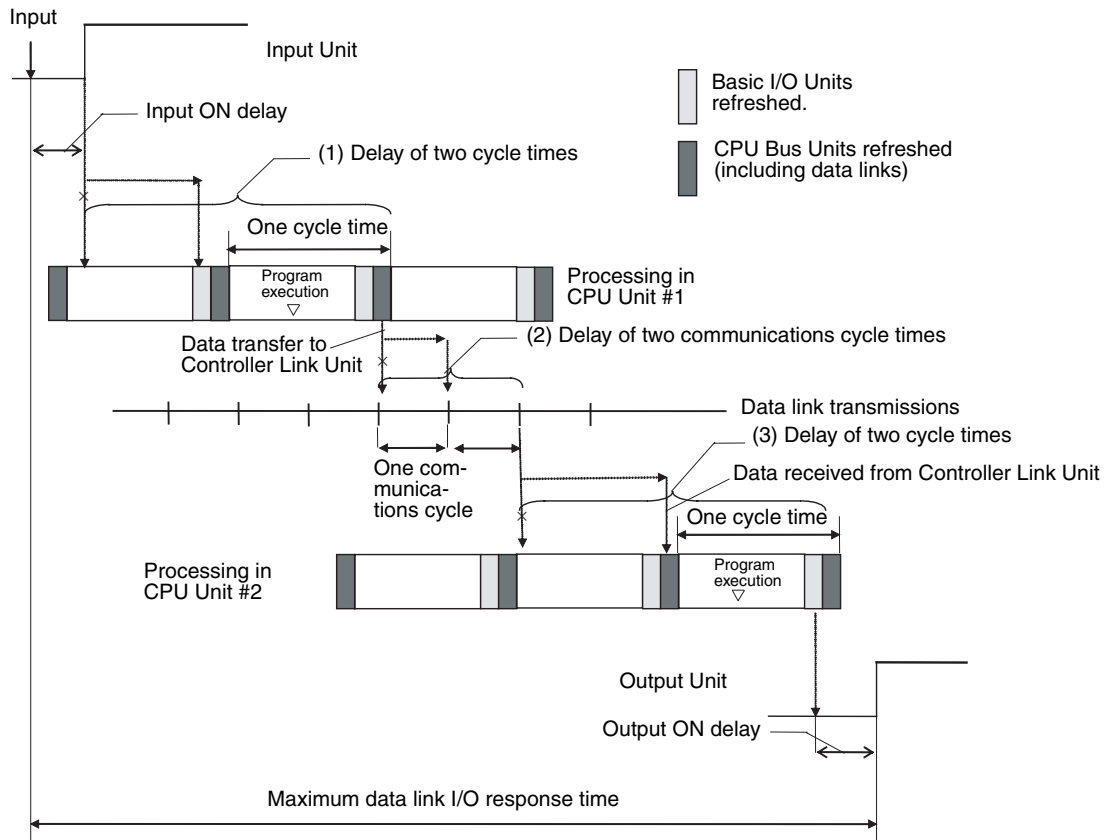 Input
Input Unit
Basic I/O Units
refreshed.
Input ON delay
CPU Bus Units refreshed
(including data links)
(1) Delay of two cycle times
One cycle time
Program
execution
Processing in
CPU Unit #1
Data transfer to
Controller Link Unit
(2) Delay of two communications cycle times
Data link transmissions
(3) Delay of two cycle times
One com-
munica-
tions cycle
Data received from Controller Link Unit
One cycle time
Processing in
CPU Unit #2
Program
execution
Output Unit
Output ON delay
Maximum data link I/O response time